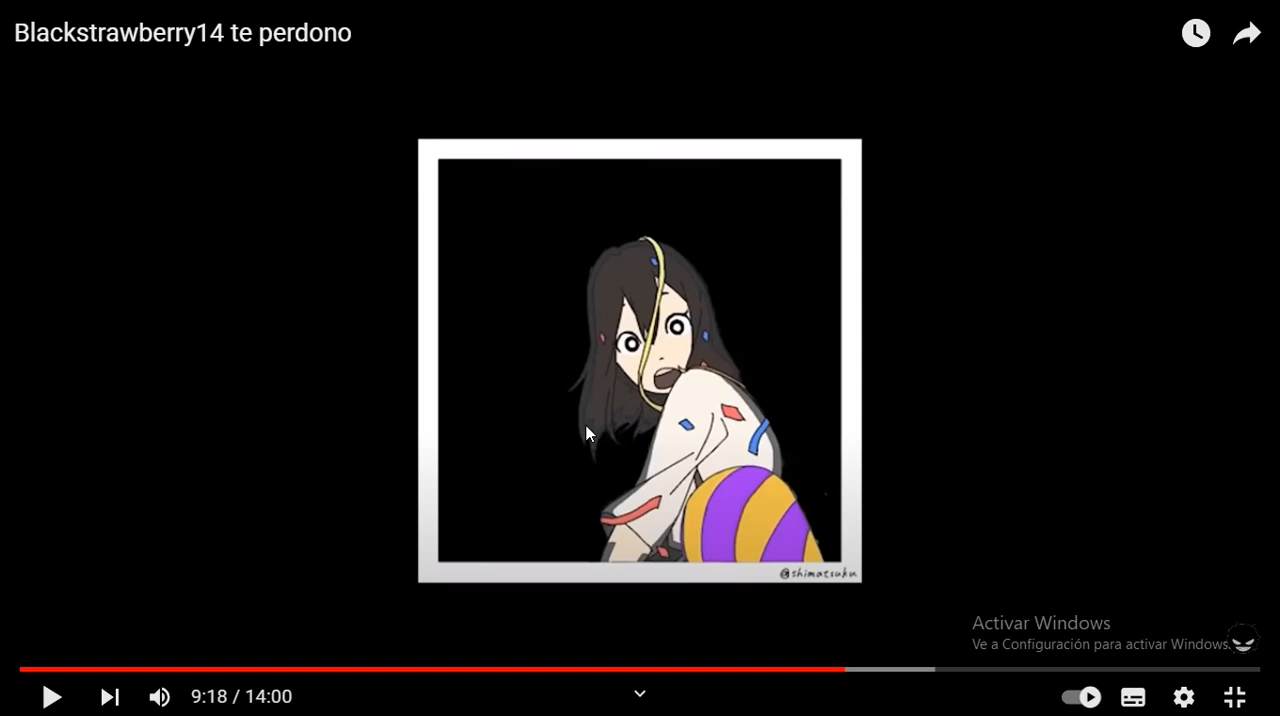 Blackstrawberry14 te perdono
@shimatsuku
Activar Windows
Ve a Configuración para activar Windows.
9:18 / 14:00